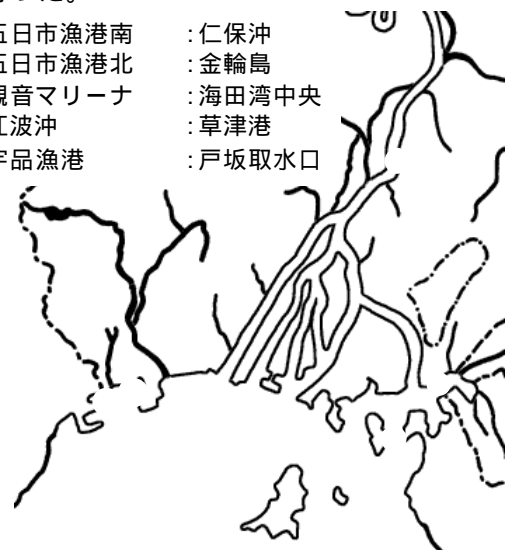 五日市漁港南 :仁保沖
五日市漁港北 :金輪島
観音マリーナ :海田湾中央
江波沖 :草津港
宇品漁港 :戸坂取水口